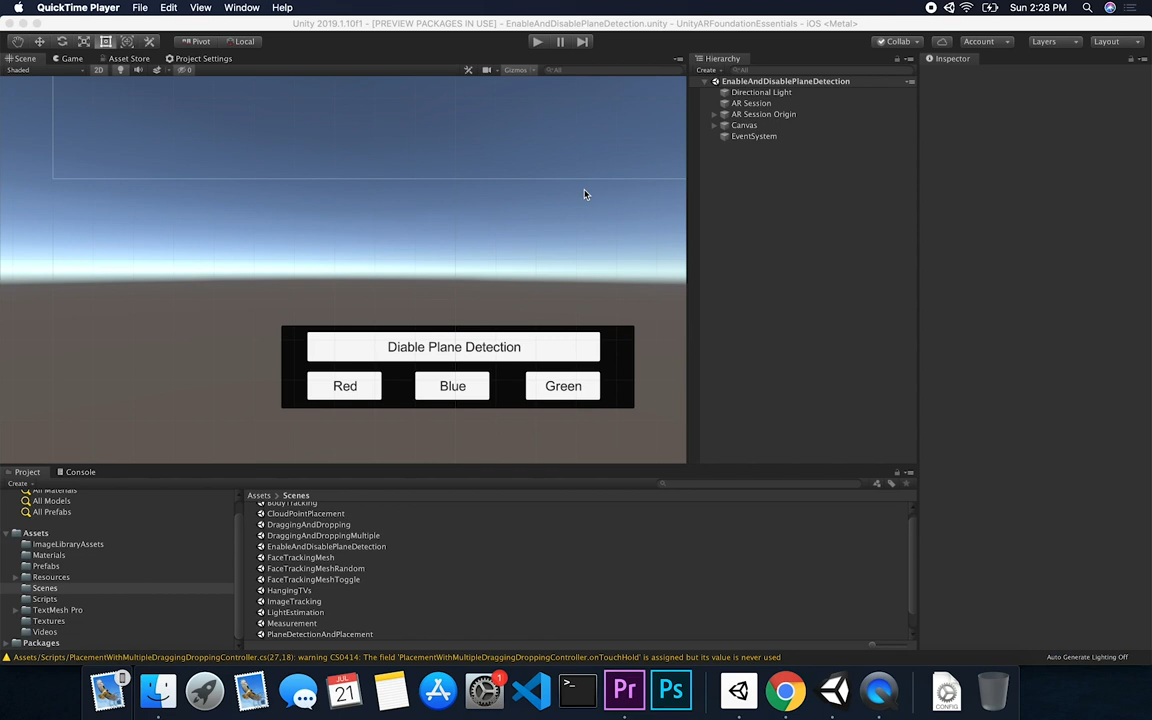 QuickTime Player File Edit View Window Help Sun 2:28 PM
Unity 2019.1.10f1 - [PREVIEW PACKAGES IN USE] - EnableAndDisablePlaneDetection.unity - UnityARFoundationEssentials - iOS <Metal>
Pivot Local Collab Account Layers Layout
Scene Game Asset Store Project Settings Hierarchy Inspector
Shaded 2D 0 Gizmos All Create All
EnableAndDisablePlaneDetection
Directional Light
AR Session
AR Session Origin
Canvas
EventSystem
Diable Plane Detection
Red Blue Green
Project Console
Create
All Materials
All Models
All Prefabs
Assets
ImageLibraryAssets
Materials
Prefabs
Resources
Scenes
Scripts
TextMesh Pro
Textures
Videos
Packages
Assets > Scenes
BodyTracking
CloudPointPlacement
DraggingAndDropping
DraggingAndDroppingMultiple
EnableAndDisablePlaneDetection
FaceTrackingMesh
FaceTrackingMeshRandom
FaceTrackingMeshToggle
HangingTVs
ImageTracking
LightEstimation
Measurement
PlaneDetectionAndPlacement
Assets/Scripts/PlacementWithMultipleDraggingDroppingController.cs(27,18): warning CS0414: The field 'PlacementWithMultipleDraggingDroppingController.onTouchHold' is assigned but its value is never used
Auto Generate Lighting Off
JUL 21 1 >_ Pr Ps CONFIG